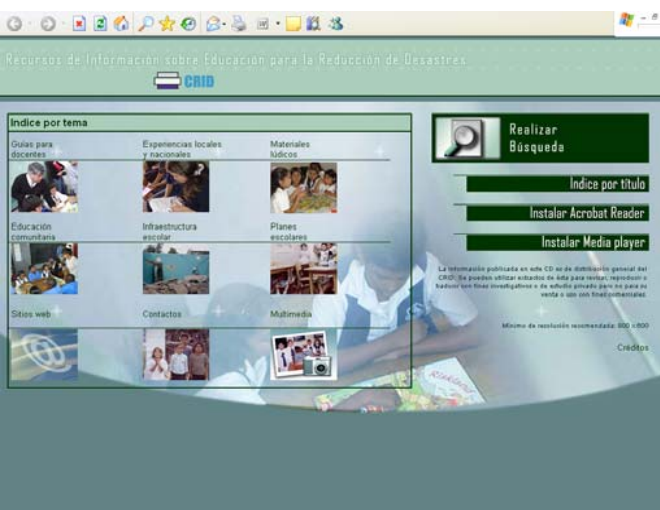 Recursos de Información sobre Educación para la Reducción de Desastres
CRID
Indice por tema
Guías para
docentes
Experiencias locales
y nacionales
Materiales
lúdicos
Educación
comunitaria
Infraestructura
escolar
Planes
escolares
Sitios web
Contactos
Multimedia
Realizar
Búsqueda
Indice por título
Instalar Acrobat Reader
Instalar Media player
La información publicada en este CD es de distribución general del
CRID. Se pueden utilizar extractos de ésta para revisar, reproducir o
traducir con fines investigativos o de estudio privado pero no para su
venta o uso con fines comerciales.
Mínimo de resolución recomendada: 800 x 600
Créditos
Riskland